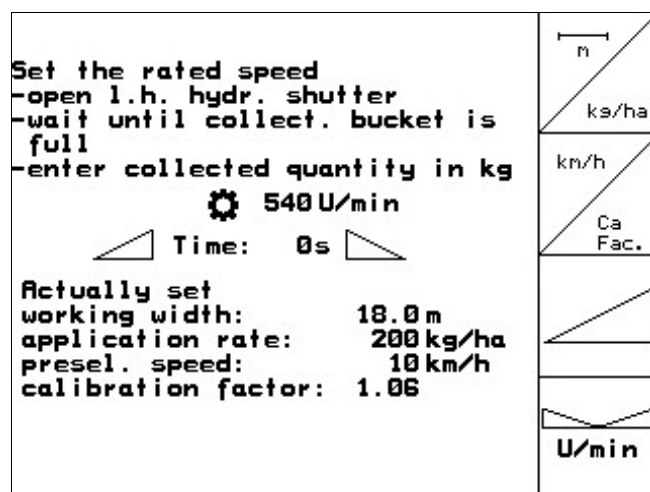 Set the rated speed
-open l.h. hydr. shutter
-wait until collect. bucket is
full
-enter collected quantity in kg
540 U/min
Time: 0s
Actually set
working width: 18.0 m
application rate: 200 kg/ha
presel. speed: 10 km/h
calibration factor: 1.06
m
kg/ha
km/h
Ca
Fac.
U/min